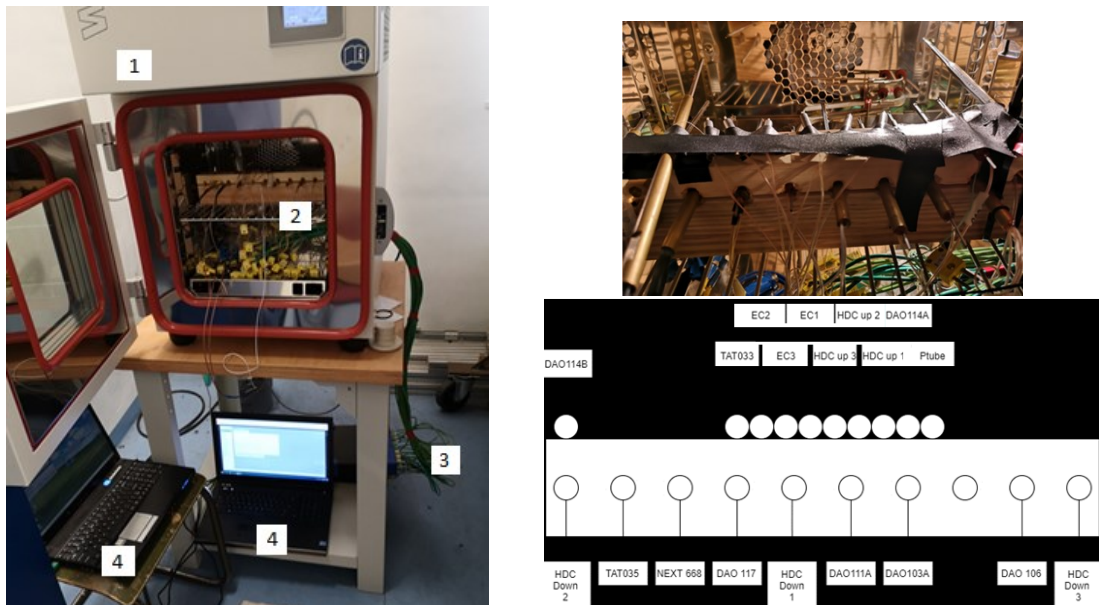 1
2
3
4
4
EC2 EC1 HDC up 2 DAO114A
TAT033 EC3 HDC up 3 HDC up 1 Ptube
DAO114B
HDC
Down
2
TAT035
NEXT 668
DAO 117
HDC
Down
1
DAO111A
DAO103A
DAO 106
HDC
Down
3